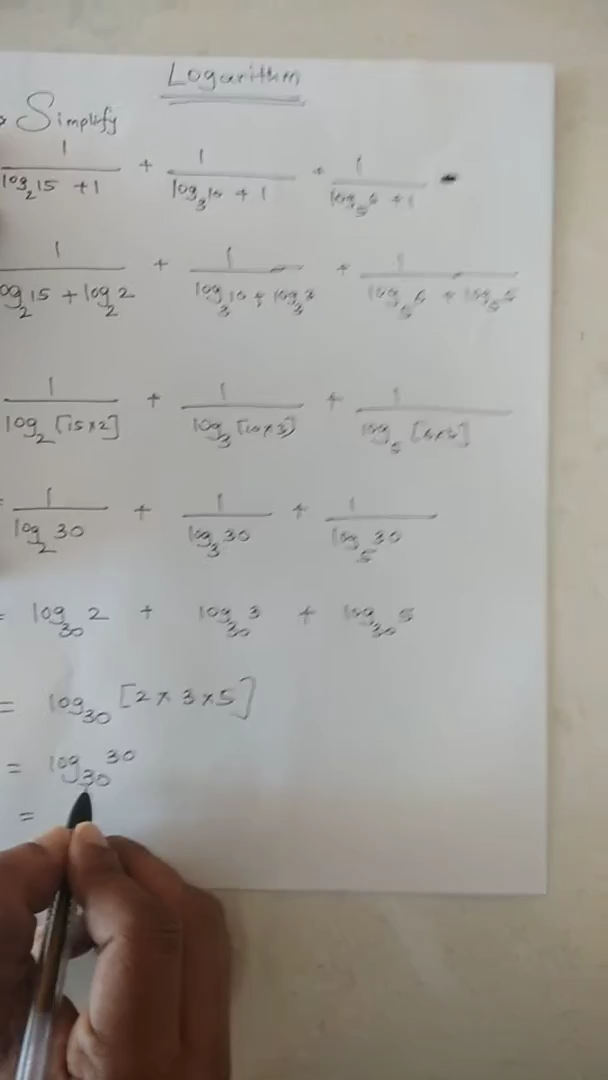 Logarithm
Simplify
1/(log₂15 + 1) + 1/(log₃10 + 1) + 1/(log₅6 + 1)
1/(log₂15 + log₂2) + 1/(log₃10 + log₃3) + 1/(log₅6 + log₅5)
1/(log₂[15×2]) + 1/(log₃[10×3]) + 1/(log₅[6×5])
= 1/(log₂30) + 1/(log₃30) + 1/(log₅30)
= log₃₀2 + log₃₀3 + log₃₀5
= log₃₀[2×3×5]
= log₃₀30
=